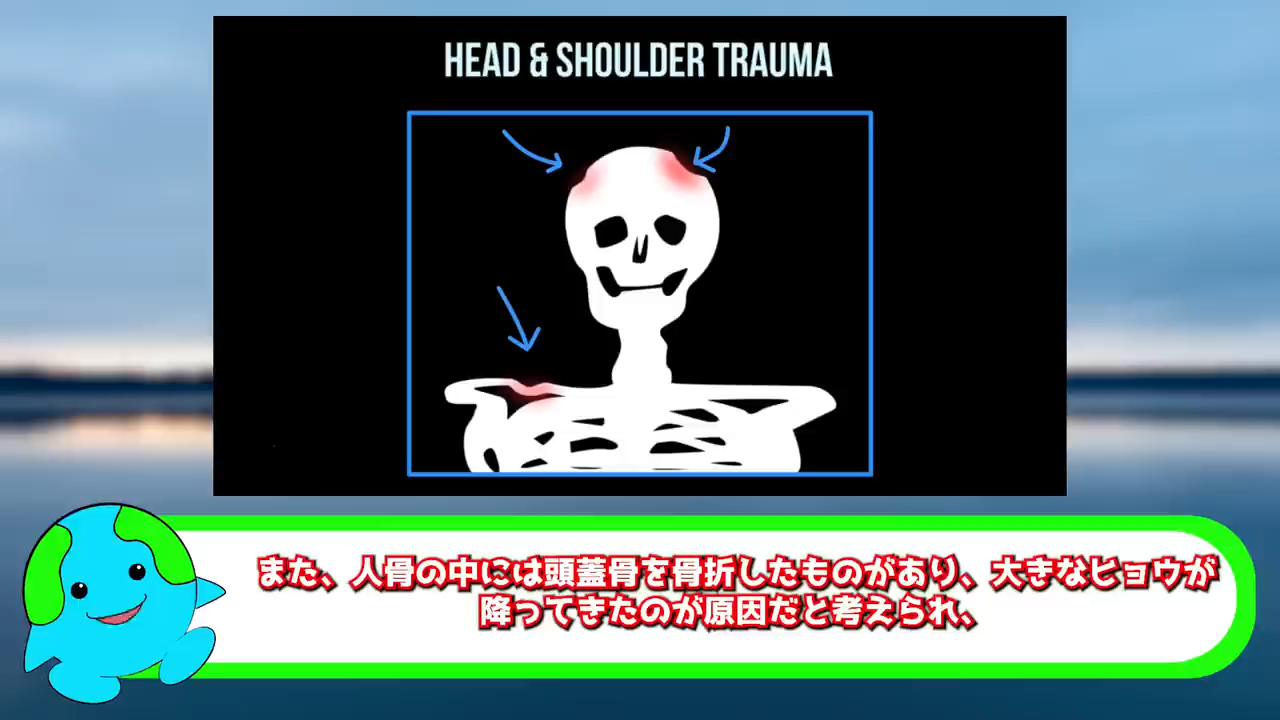 HEAD & SHOULDER TRAUMA
また、人骨の中には頭蓋骨を骨折したものがあり、大きなヒョウが
降ってきたのが原因だと考えられ、